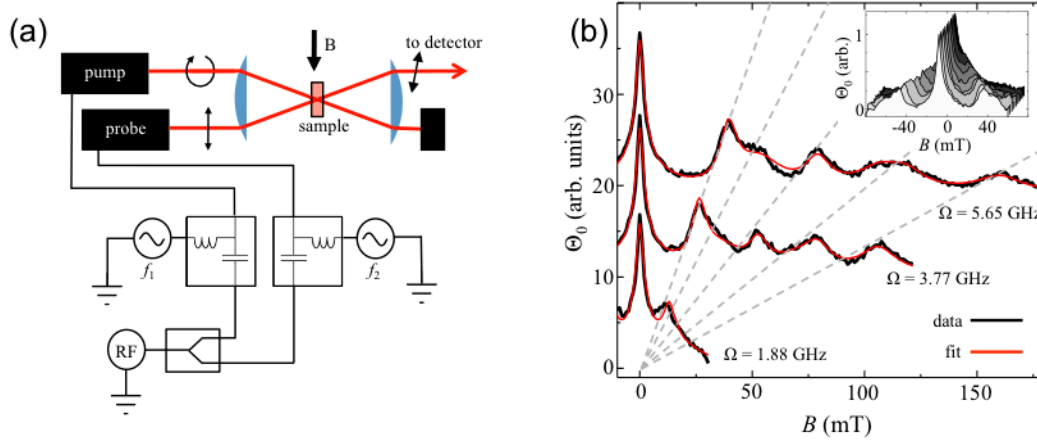 (a)
B
to detector
pump
probe
sample
f1
f2
RF
(b)
Θ0 (arb. units)
30
20
10
0
0
50
100
150
B (mT)
Ω = 5.65 GHz
Ω = 3.77 GHz
Ω = 1.88 GHz
data
fit
Θ0 (arb.)
1
0
-40
0
40
B (mT)